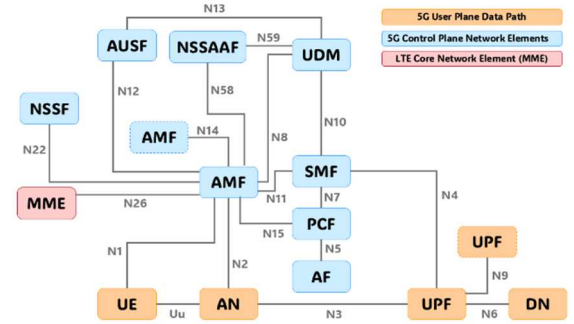 N13
5G User Plane Data Path
AUSF
NSSAAF
N59
UDM
5G Control Plane Network Elements
LTE Core Network Element (MME)
N12
N58
NSSF
AMF
N14
N8
N10
N22
AMF
SMF
MME
N26
N11
N7
N4
N15
PCF
N1
N2
N5
UPF
AF
N9
UE
Uu
AN
N3
UPF
N6
DN